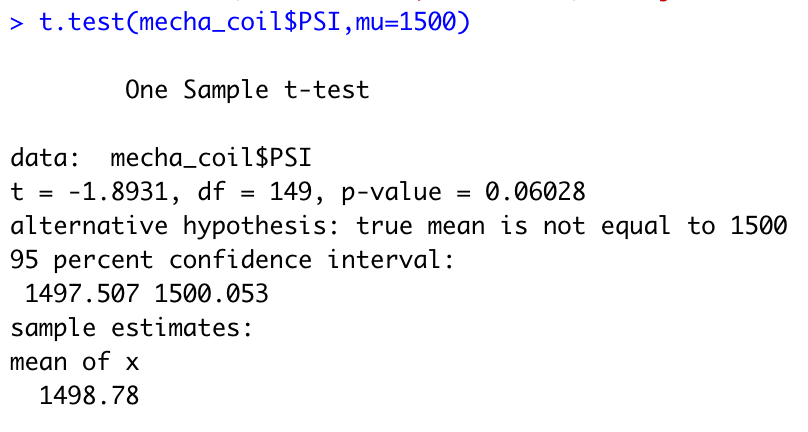 > t.test(mecha_coil$PSI,mu=1500)
One Sample t-test
data:  mecha_coil$PSI
t = -1.8931, df = 149, p-value = 0.06028
alternative hypothesis: true mean is not equal to 1500
95 percent confidence interval:
1497.507 1500.053
sample estimates:
mean of x
1498.78